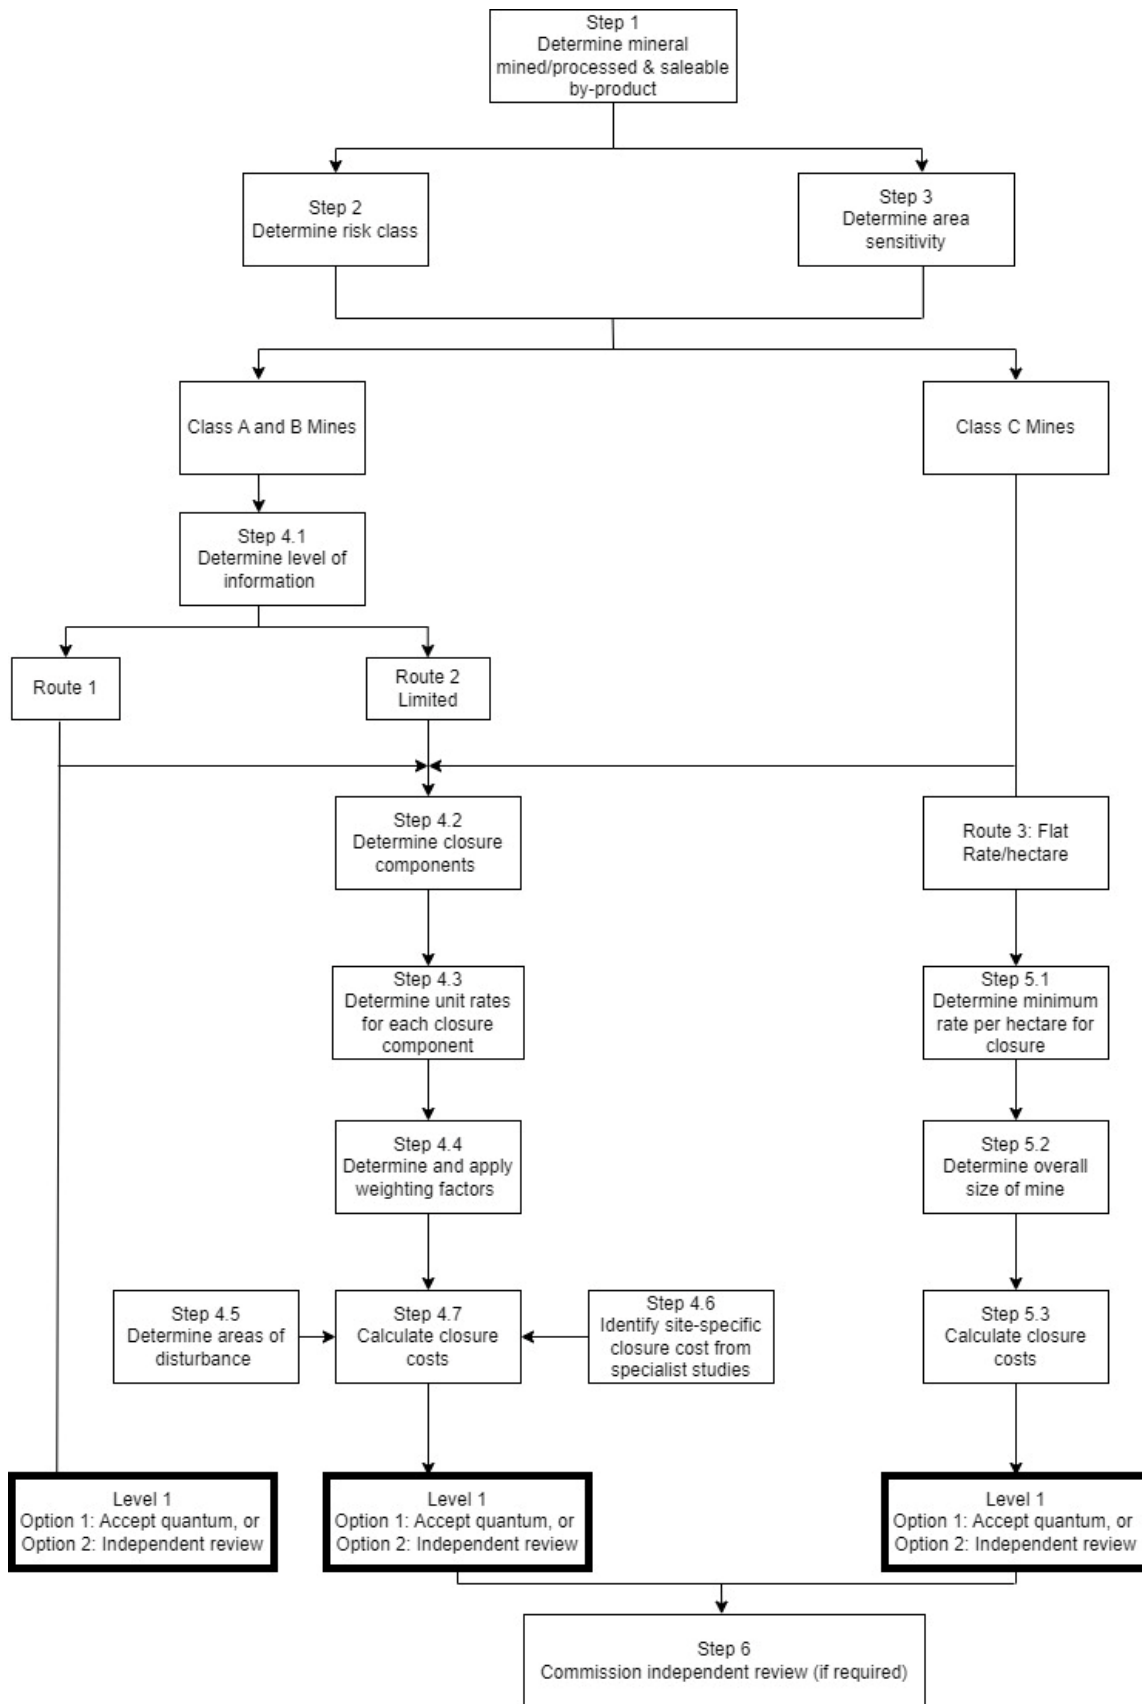 Step 1
Determine mineral
mined/processed & saleable
by-product
Step 2
Determine risk class
Step 3
Determine area
sensitivity
Class A and B Mines
Class C Mines
Step 4.1
Determine level of
information
Route 1
Route 2
Limited
Step 4.2
Determine closure
components
Route 3: Flat
Rate/hectare
Step 4.3
Determine unit rates
for each closure
component
Step 5.1
Determine minimum
rate per hectare for
closure
Step 4.4
Determine and apply
weighting factors
Step 5.2
Determine overall
size of mine
Step 4.5
Determine areas of
disturbance
Step 4.7
Calculate closure
costs
Step 4.6
Identify site-specific
closure cost from
specialist studies
Step 5.3
Calculate closure
costs
Level 1
Option 1: Accept quantum, or
Option 2: Independent review
Level 1
Option 1: Accept quantum, or
Option 2: Independent review
Level 1
Option 1: Accept quantum, or
Option 2: Independent review
Step 6
Commission independent review (if required)